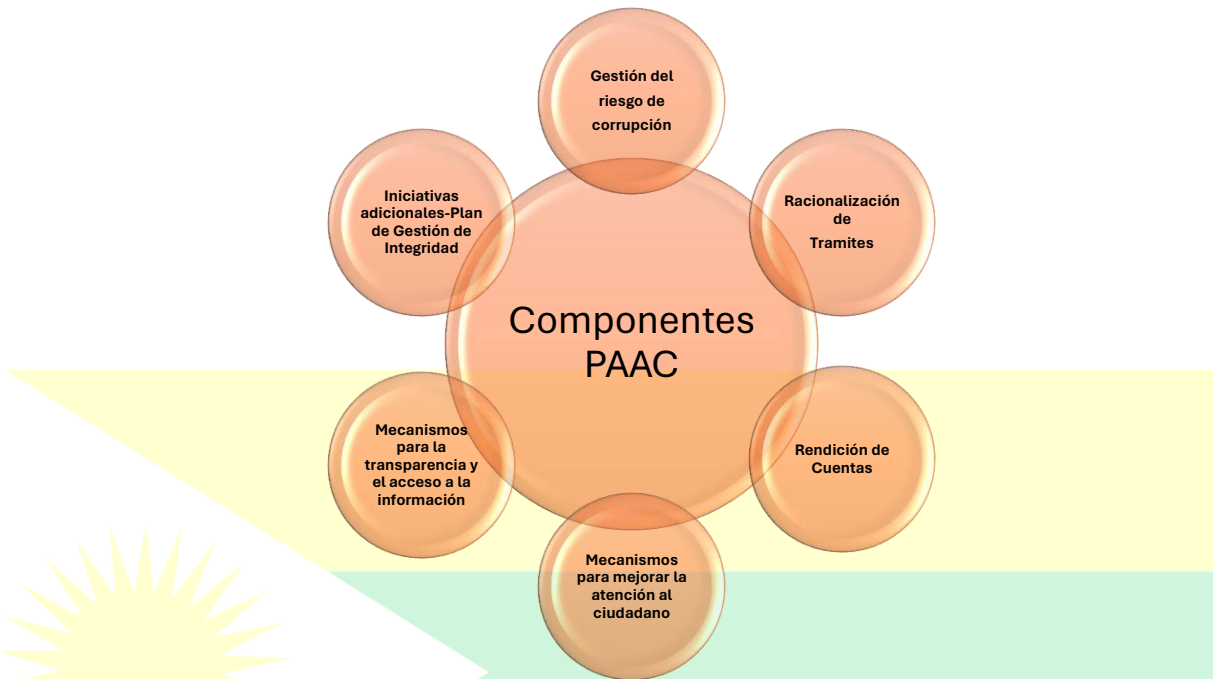 Gestión del
riesgo de
corrupción
Racionalización
de
Tramites
Rendición de
Cuentas
Mecanismos
para mejorar la
atención al
ciudadano
Mecanismos
para la
transparencia y
el acceso a la
información
Iniciativas
adicionales-Plan
de Gestión de
Integridad
Componentes
PAAC